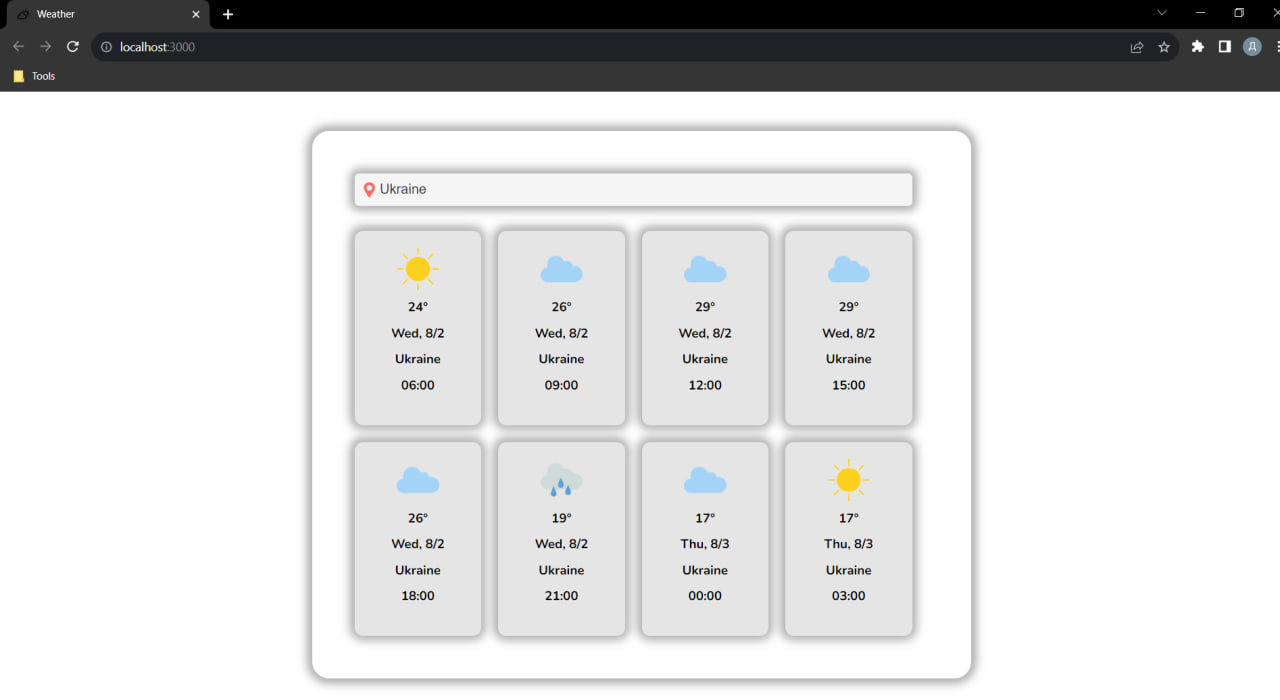 Weather
localhost:3000
Д
Tools
Ukraine
24° 26° 29° 29°
Wed, 8/2 Wed, 8/2 Wed, 8/2 Wed, 8/2
Ukraine Ukraine Ukraine Ukraine
06:00 09:00 12:00 15:00
26° 19° 17° 17°
Wed, 8/2 Wed, 8/2 Thu, 8/3 Thu, 8/3
Ukraine Ukraine Ukraine Ukraine
18:00 21:00 00:00 03:00